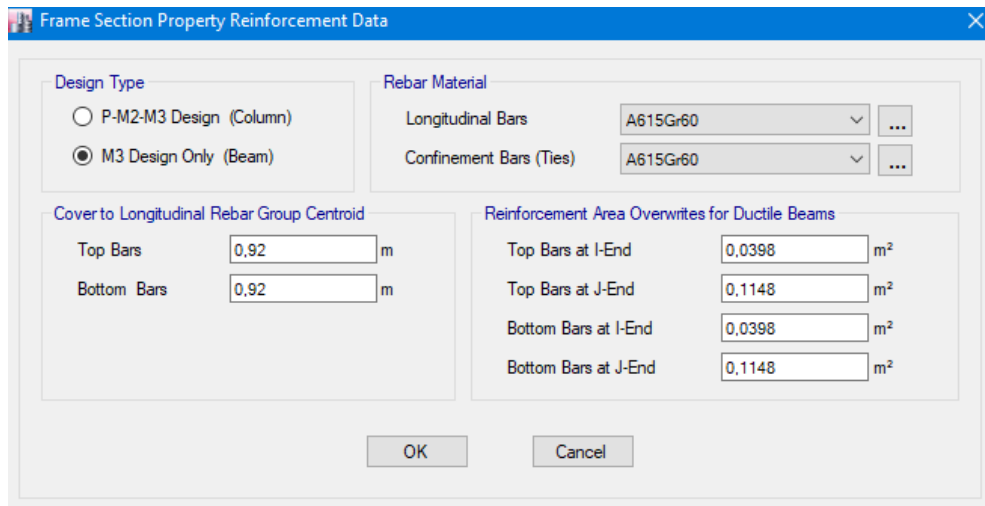 Frame Section Property Reinforcement Data
Design Type
P-M2-M3 Design (Column)
M3 Design Only (Beam)
Rebar Material
Longitudinal Bars A615Gr60 ...
Confinement Bars (Ties) A615Gr60 ...
Cover to Longitudinal Rebar Group Centroid
Top Bars 0,92 m
Bottom Bars 0,92 m
Reinforcement Area Overwrites for Ductile Beams
Top Bars at I-End 0,0398 m²
Top Bars at J-End 0,1148 m²
Bottom Bars at I-End 0,0398 m²
Bottom Bars at J-End 0,1148 m²
OK Cancel